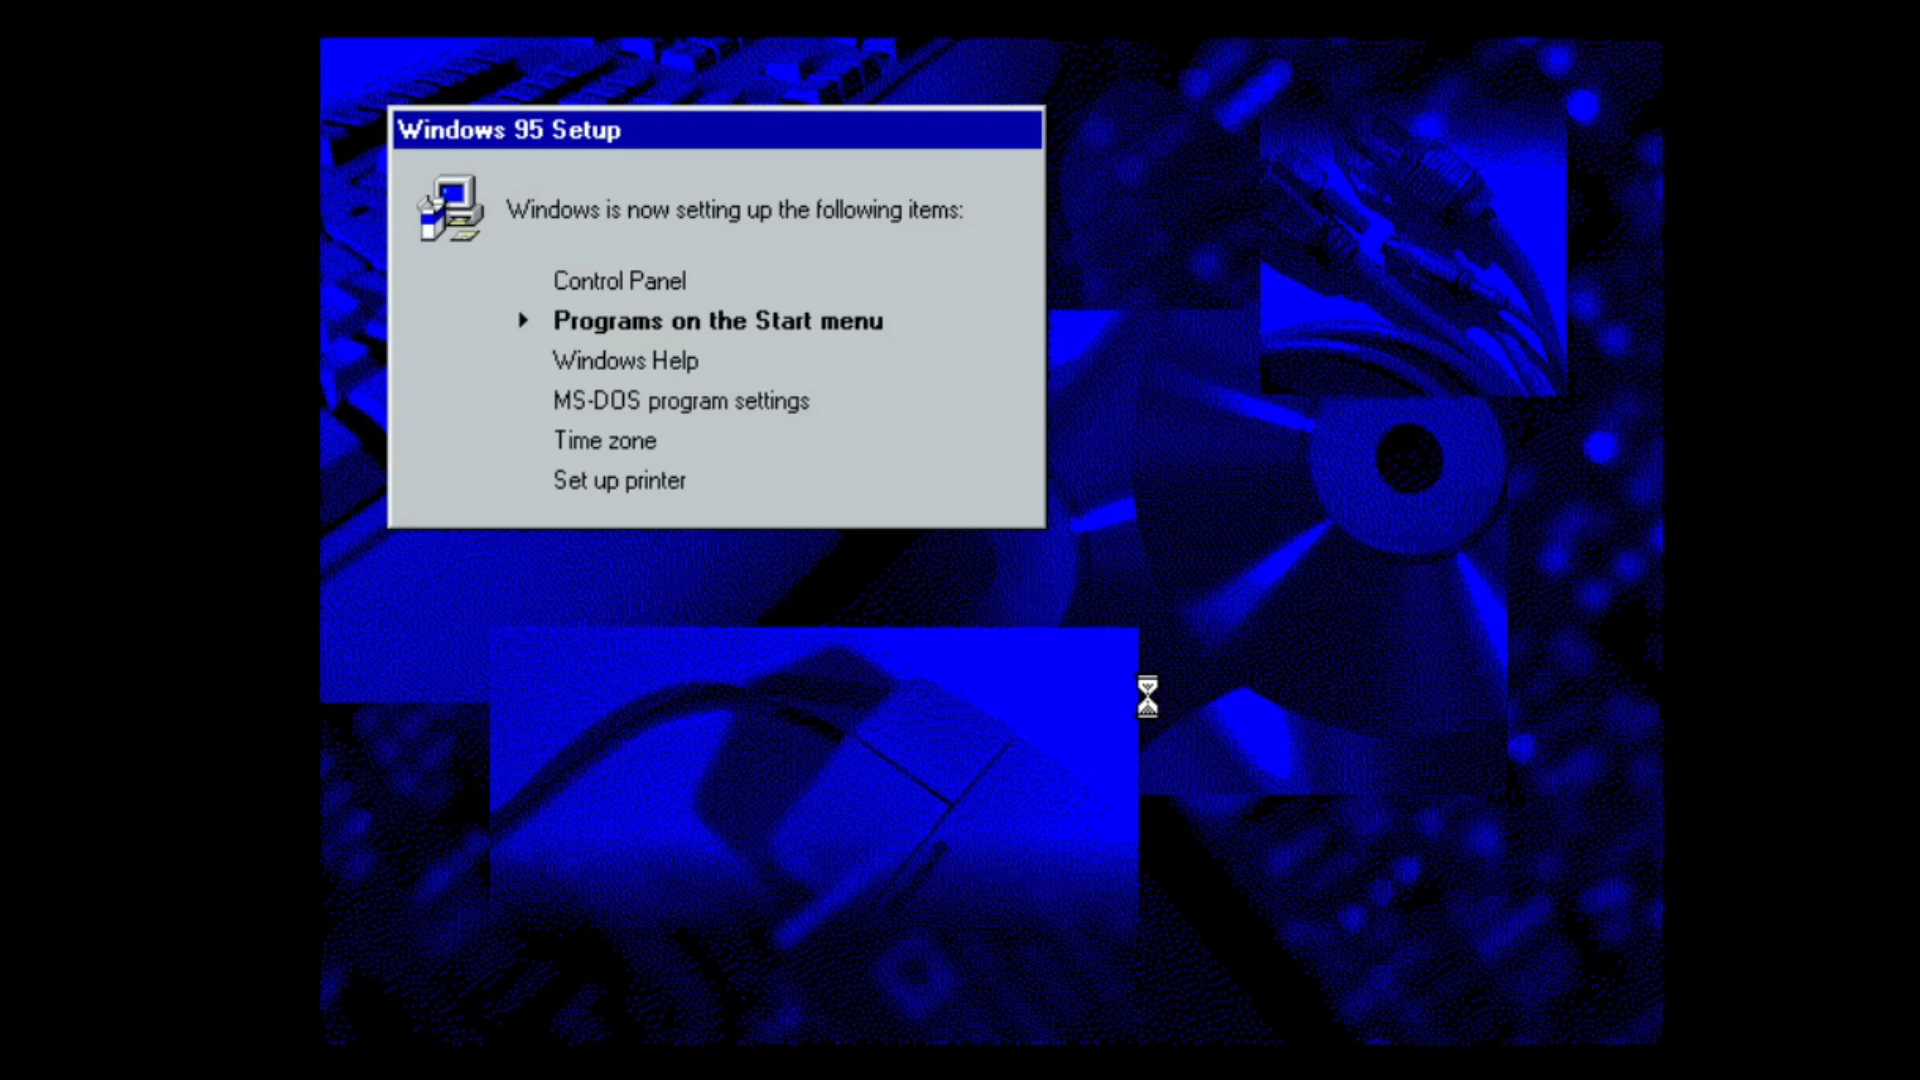 Windows 95 Setup
Windows is now setting up the following items:
Control Panel
Programs on the Start menu
Windows Help
MS-DOS program settings
Time zone
Set up printer